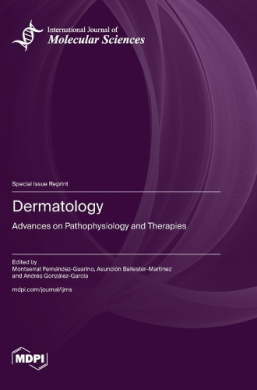 International Journal of
Molecular Sciences
Special Issue Reprint
Dermatology
Advances on Pathophysiology and Therapies
Edited by
Montserrat Fernández-Guarino, Asunción Ballester-Martínez
and Andrés González-García
mdpi.com/journal/ijms
MDPI